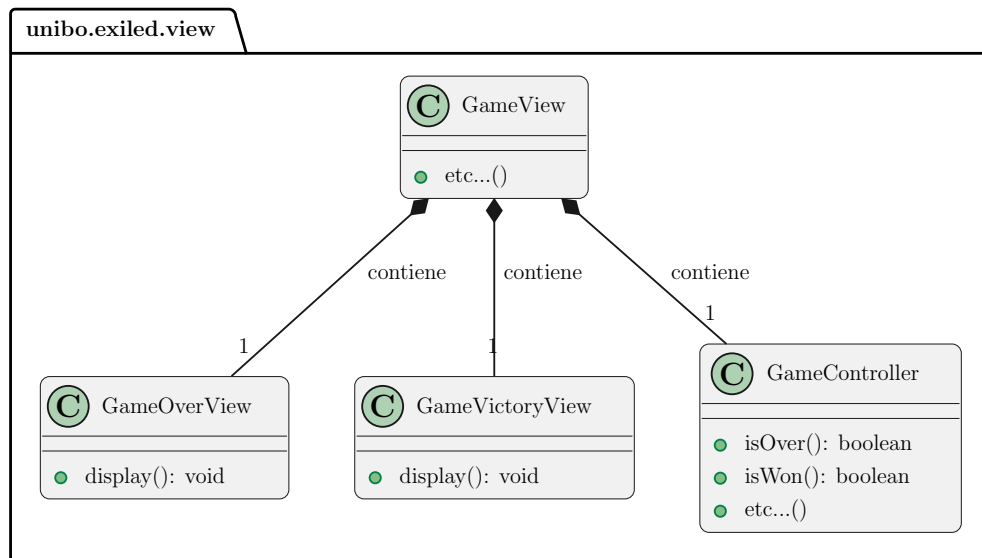 unibo.exiled.view
C GameView
etc...()
contiene
contiene
contiene
1
1
1
C GameOverView
display(): void
C GameVictoryView
display(): void
C GameController
isOver(): boolean
isWon(): boolean
etc...()